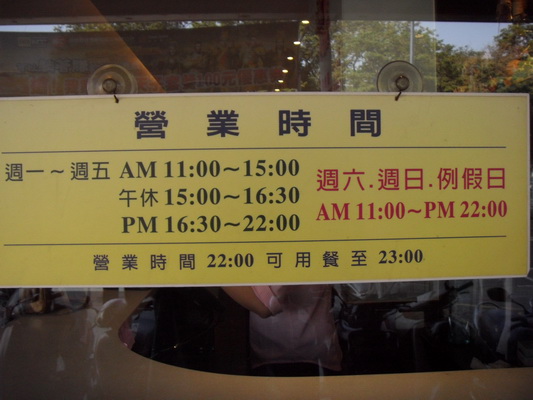 營業時間
週一～週五 AM 11:00～15:00
午休 15:00～16:30
PM 16:30～22:00
週六.週日.例假日
AM 11:00～PM 22:00
營業時間 22:00 可用餐至 23:00